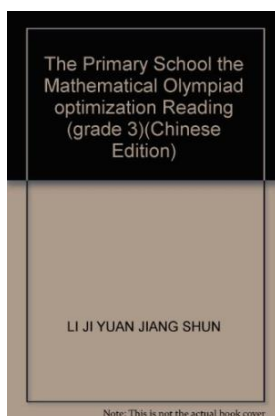 The Primary School the
Mathematical Olympiad
optimization Reading
(grade 3)(Chinese
Edition)
LI JI YUAN JIANG SHUN
Note: This is not the actual book cover